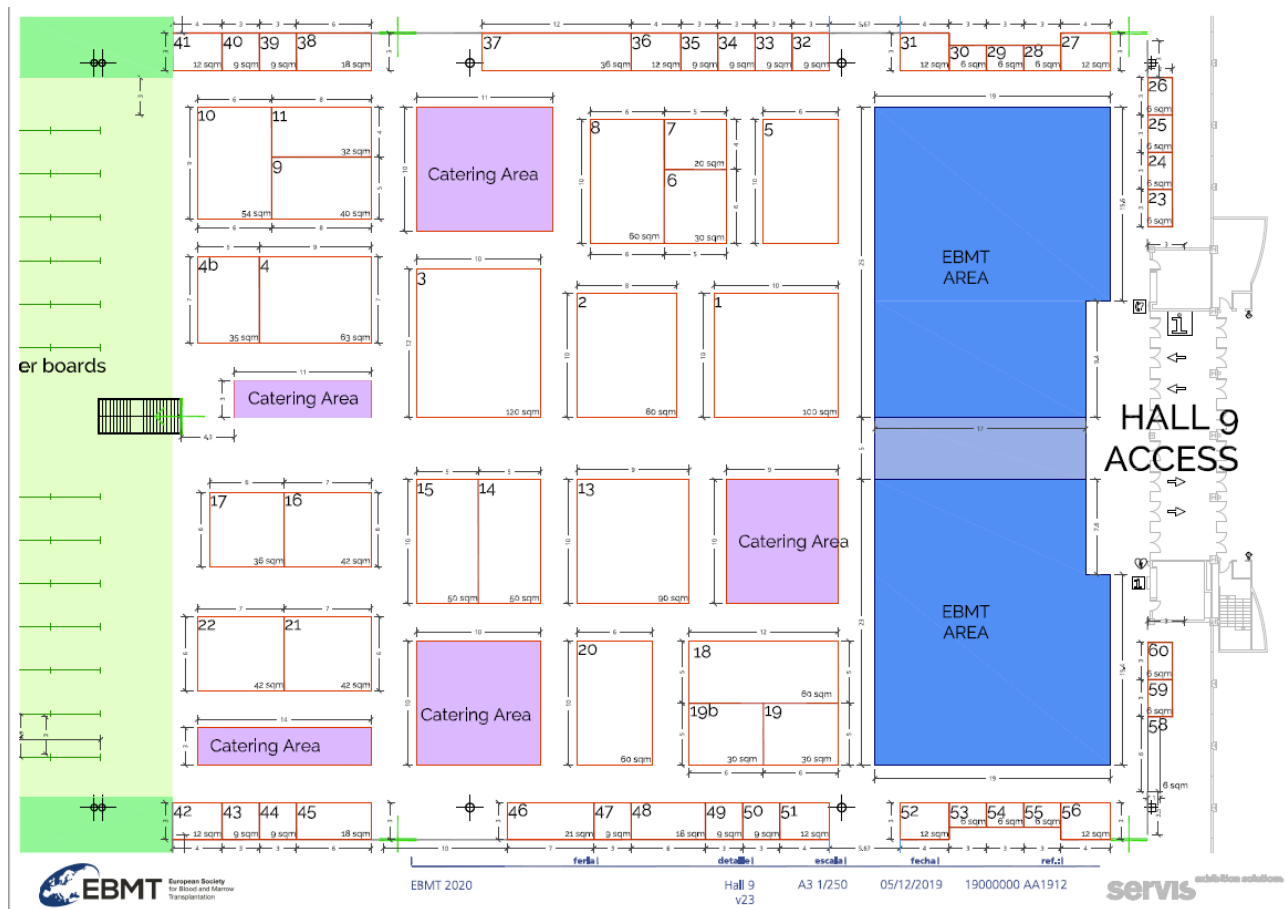 41 40 39 38 37 36 35 34 33 32 31 30 29 28 27
12 sqm 9 sqm 9 sqm 18 sqm 36 sqm 12 sqm 9 sqm 9 sqm 9 sqm 9 sqm 12 sqm 6 sqm 6 sqm 6 sqm 12 sqm
26
6 sqm
25
6 sqm
24
6 sqm
23
6 sqm
10 11
32 sqm
9
54 sqm 40 sqm
Catering Area
8 7
20 sqm
6
60 sqm 30 sqm
5
EBMT
AREA
4b 4
35 sqm 63 sqm
3
120 sqm
2
80 sqm
1
100 sqm
er boards
Catering Area
HALL 9
ACCESS
17 16
36 sqm 42 sqm
15 14
50 sqm 50 sqm
13
90 sqm
Catering Area
22 21
42 sqm 42 sqm
Catering Area
Catering Area
20
60 sqm
18
60 sqm
19b 19
30 sqm 30 sqm
EBMT
AREA
60
6 sqm
59
6 sqm
58
6 sqm
42 43 44 45 46 47 48 49 50 51 52 53 54 55 56
12 sqm 9 sqm 9 sqm 18 sqm 21 sqm 9 sqm 9 sqm 9 sqm 12 sqm 12 sqm 6 sqm 6 sqm 6 sqm 12 sqm
EBMT
European Society
for Blood and Marrow
Transplantation
feria detalle escala fecha ref.:
EBMT 2020 Hall 9 A3 1/250 05/12/2019 19000000 AA1912
v23
servis exhibition solutions